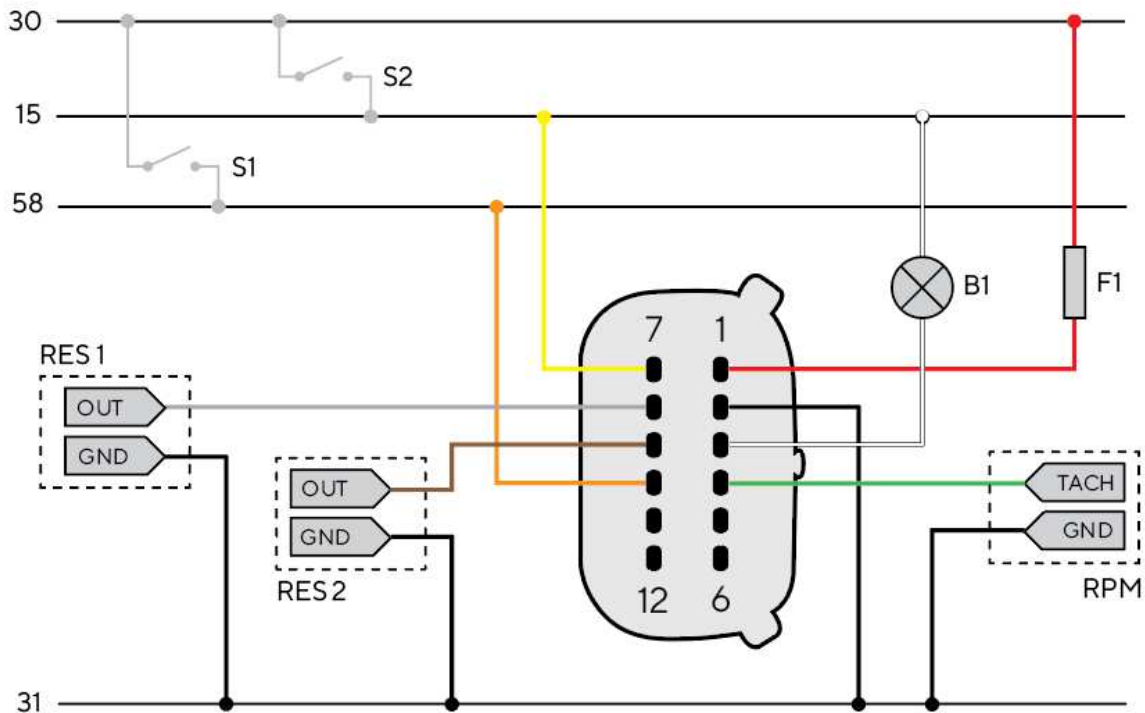 30
S2
15
S1
58
B1
F1
7 1
RES 1
OUT
GND
OUT
GND
RES 2
TACH
GND
RPM
12 6
31